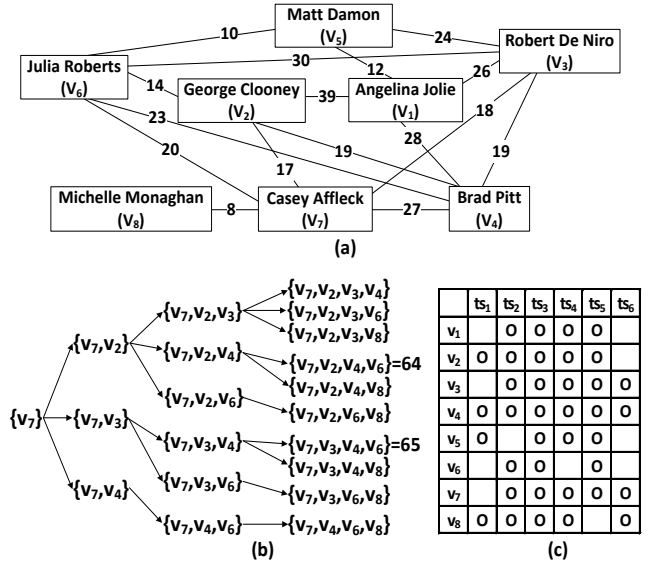 Matt Damon
(V5)
10
24
Robert De Niro
(V3)
30
Julia Roberts
(V6)
12
26
14
George Clooney
(V2)
39
Angelina Jolie
(V1)
18
23
19
28
20
17
19
Michelle Monaghan
(V8)
8
Casey Affleck
(V7)
27
Brad Pitt
(V4)
(a)
{v7}
{v7,v2}
{v7,v3}
{v7,v4}
{v7,v2,v3}
{v7,v2,v4}
{v7,v2,v6}
{v7,v3,v4}
{v7,v3,v6}
{v7,v4,v6}
{v7,v2,v3,v4}
{v7,v2,v3,v6}
{v7,v2,v3,v8}
{v7,v2,v4,v6}=64
{v7,v2,v4,v8}
{v7,v2,v6,v8}
{v7,v3,v4,v6}=65
{v7,v3,v4,v8}
{v7,v3,v6,v8}
{v7,v4,v6,v8}
(b)
ts1 ts2 ts3 ts4 ts5 ts6
v1 O O O O
v2 O O O O O
v3 O O O O O
v4 O O O O O O
v5 O O O O
v6 O O O
v7 O O O O O
v8 O O O O O
(c)